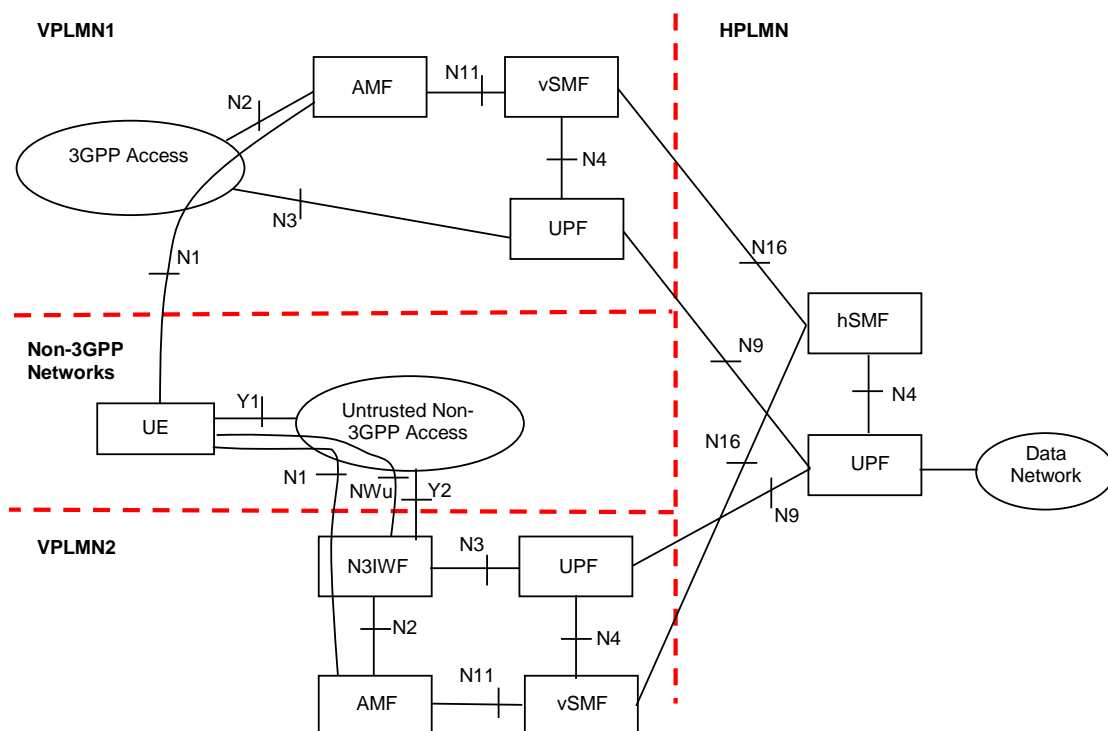 VPLMN1
HPLMN
N11
AMF
vSMF
N2
3GPP Access
N4
N3
UPF
N1
N16
hSMF
Non-3GPP
Networks
N9
N4
Y1
Untrusted Non-
3GPP Access
UE
N16
Data
Network
UPF
N1
NWu
Y2
N9
VPLMN2
N3
N3IWF
UPF
N2
N4
N11
AMF
vSMF